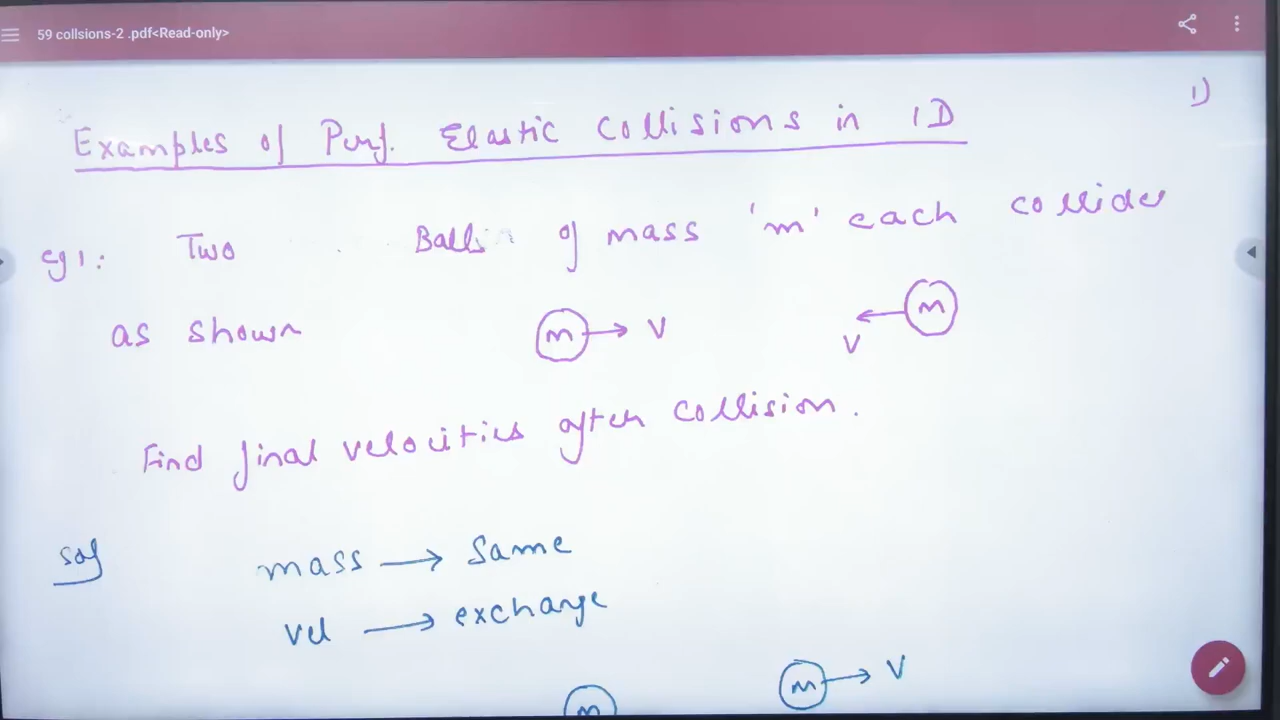 59 collsions-2 .pdf<Read-only>
1)
Examples of Perf. Elastic Collisions in 1D
eg1: Two Balls of mass 'm' each collides
as shown m → V V ← m
Find final velocities after collision.
Sol
mass → Same
vel → exchange
m m → V